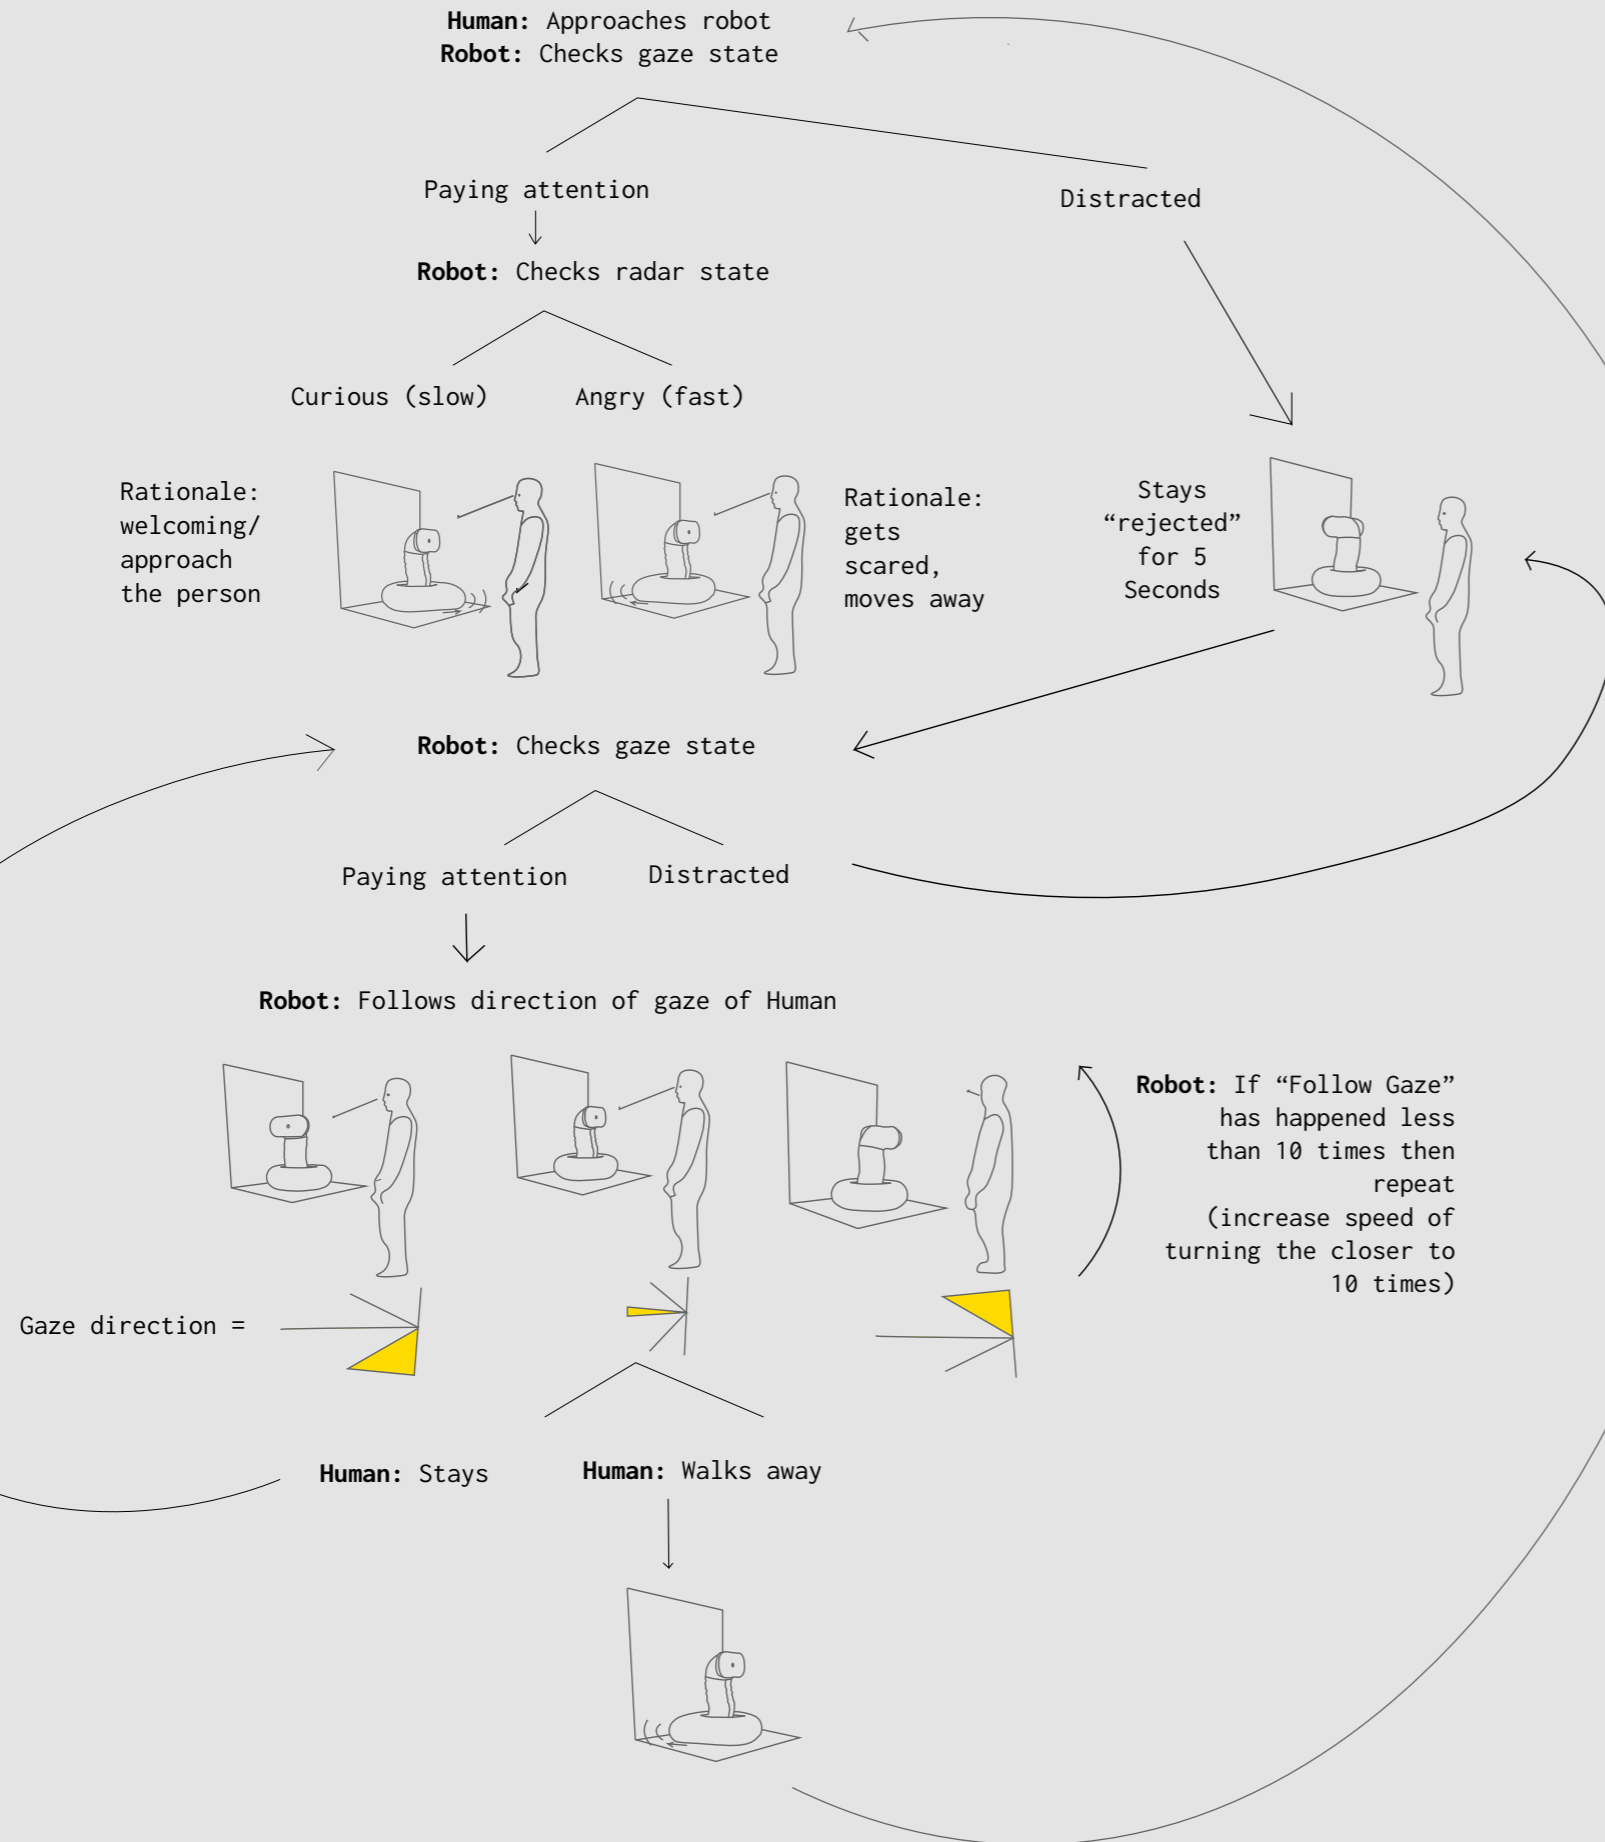 Human: Approaches robot
Robot: Checks gaze state
Paying attention
Distracted
Robot: Checks radar state
Curious (slow)
Angry (fast)
Rationale:
welcoming/
approach
the person
Rationale:
gets
scared,
moves away
Stays
“rejected”
for 5
Seconds
Robot: Checks gaze state
Paying attention
Distracted
Robot: Follows direction of gaze of Human
Robot: If “Follow Gaze”
has happened less
than 10 times then
repeat
(increase speed of
turning the closer to
10 times)
Gaze direction =
Human: Stays
Human: Walks away